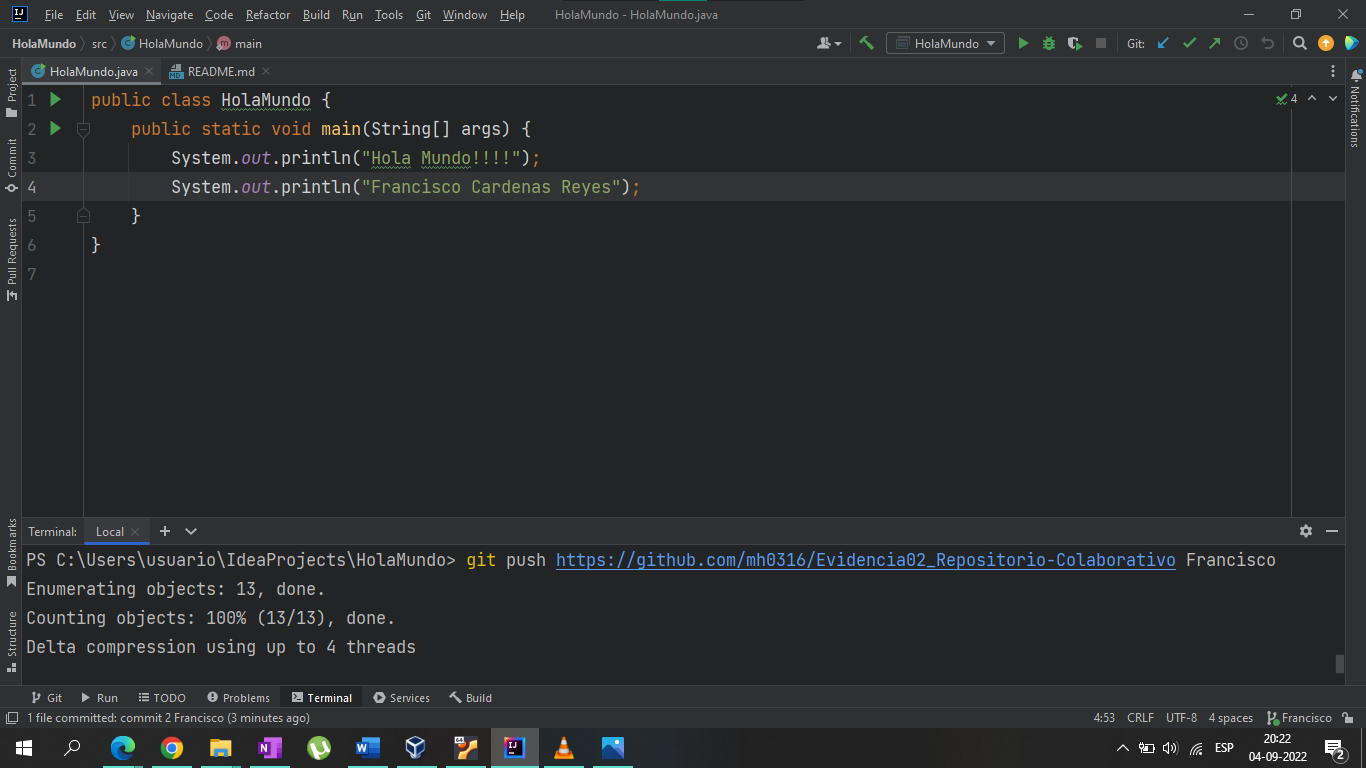 File Edit View Navigate Code Refactor Build Run Tools Git Window Help HolaMundo - HolaMundo.java
HolaMundo src HolaMundo main HolaMundo Git:
HolaMundo.java README.md
Project
Commit
Pull Requests
Bookmarks
Structure
Notifications
4
1 public class HolaMundo {
2 public static void main(String[] args) {
3 System.out.println("Hola Mundo!!!!");
4 System.out.println("Francisco Cardenas Reyes");
5 }
6 }
7
Terminal: Local
PS C:\Users\usuario\IdeaProjects\HolaMundo> git push https://github.com/mh0316/Evidencia02_Repositorio-Colaborativo Francisco
Enumerating objects: 13, done.
Counting objects: 100% (13/13), done.
Delta compression using up to 4 threads
Git Run TODO Problems Terminal Services Build
1 file committed: commit 2 Francisco (3 minutes ago) 4:53 CRLF UTF-8 4 spaces Francisco
ESP 20:22
04-09-2022 2